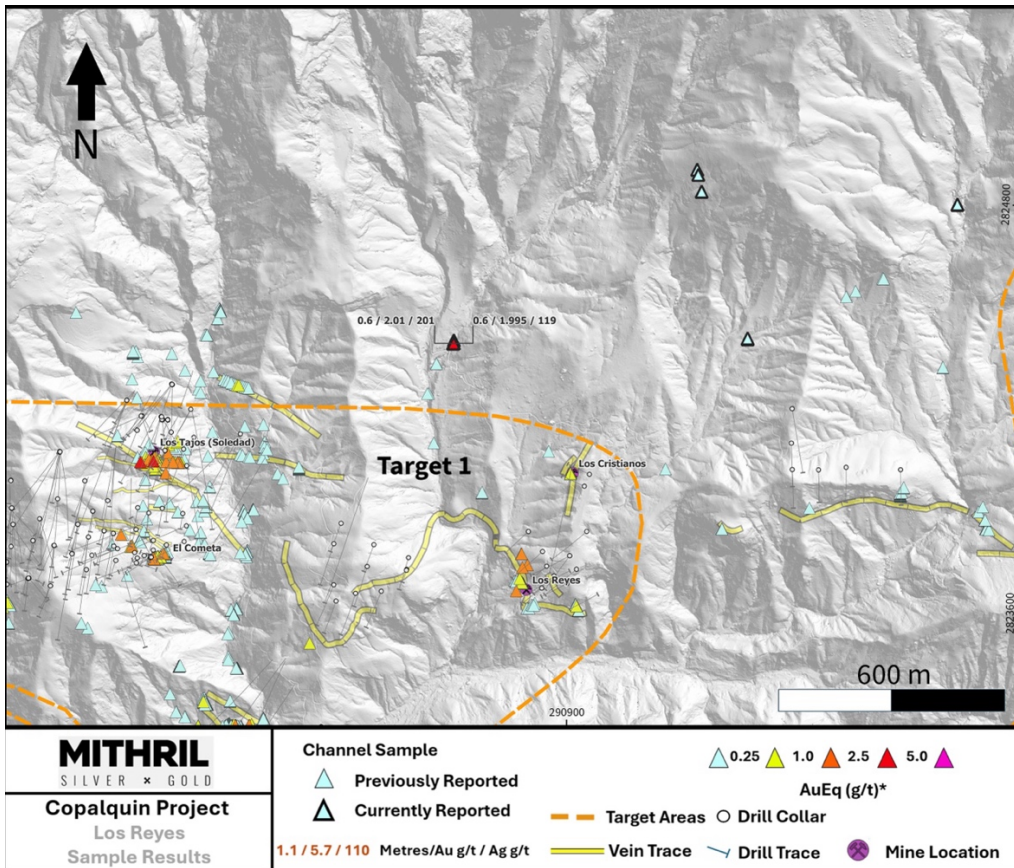 N
0.6 / 2.01 / 201
0.6 / 1.995 / 119
2824800
Los Tajos (Soledad)
Target 1
Los Cristianos
El Cometa
Los Reyes
2823600
600 m
290900
MITHRIL
SILVER × GOLD
Copalquin Project
Los Reyes
Sample Results
Channel Sample
Previously Reported
Currently Reported
1.1 / 5.7 / 110 Metres/Au g/t / Ag g/t
0.25 1.0 2.5 5.0
AuEq (g/t)*
Target Areas
Drill Collar
Vein Trace
Drill Trace
Mine Location